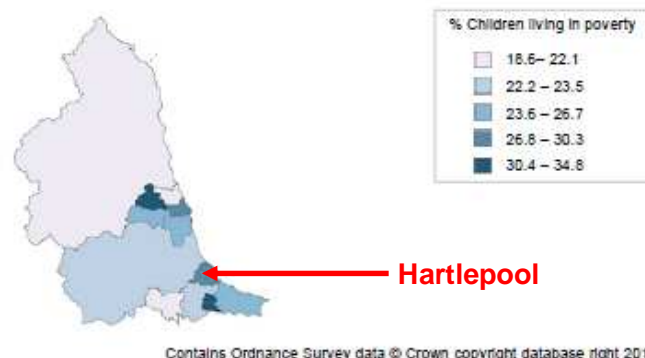 % Children living in poverty
18.6– 22.1
22.2 – 23.5
23.6 – 26.7
26.8 – 30.3
30.4 – 34.8
Hartlepool
Contains Ordnance Survey data © Crown copyright database right 201